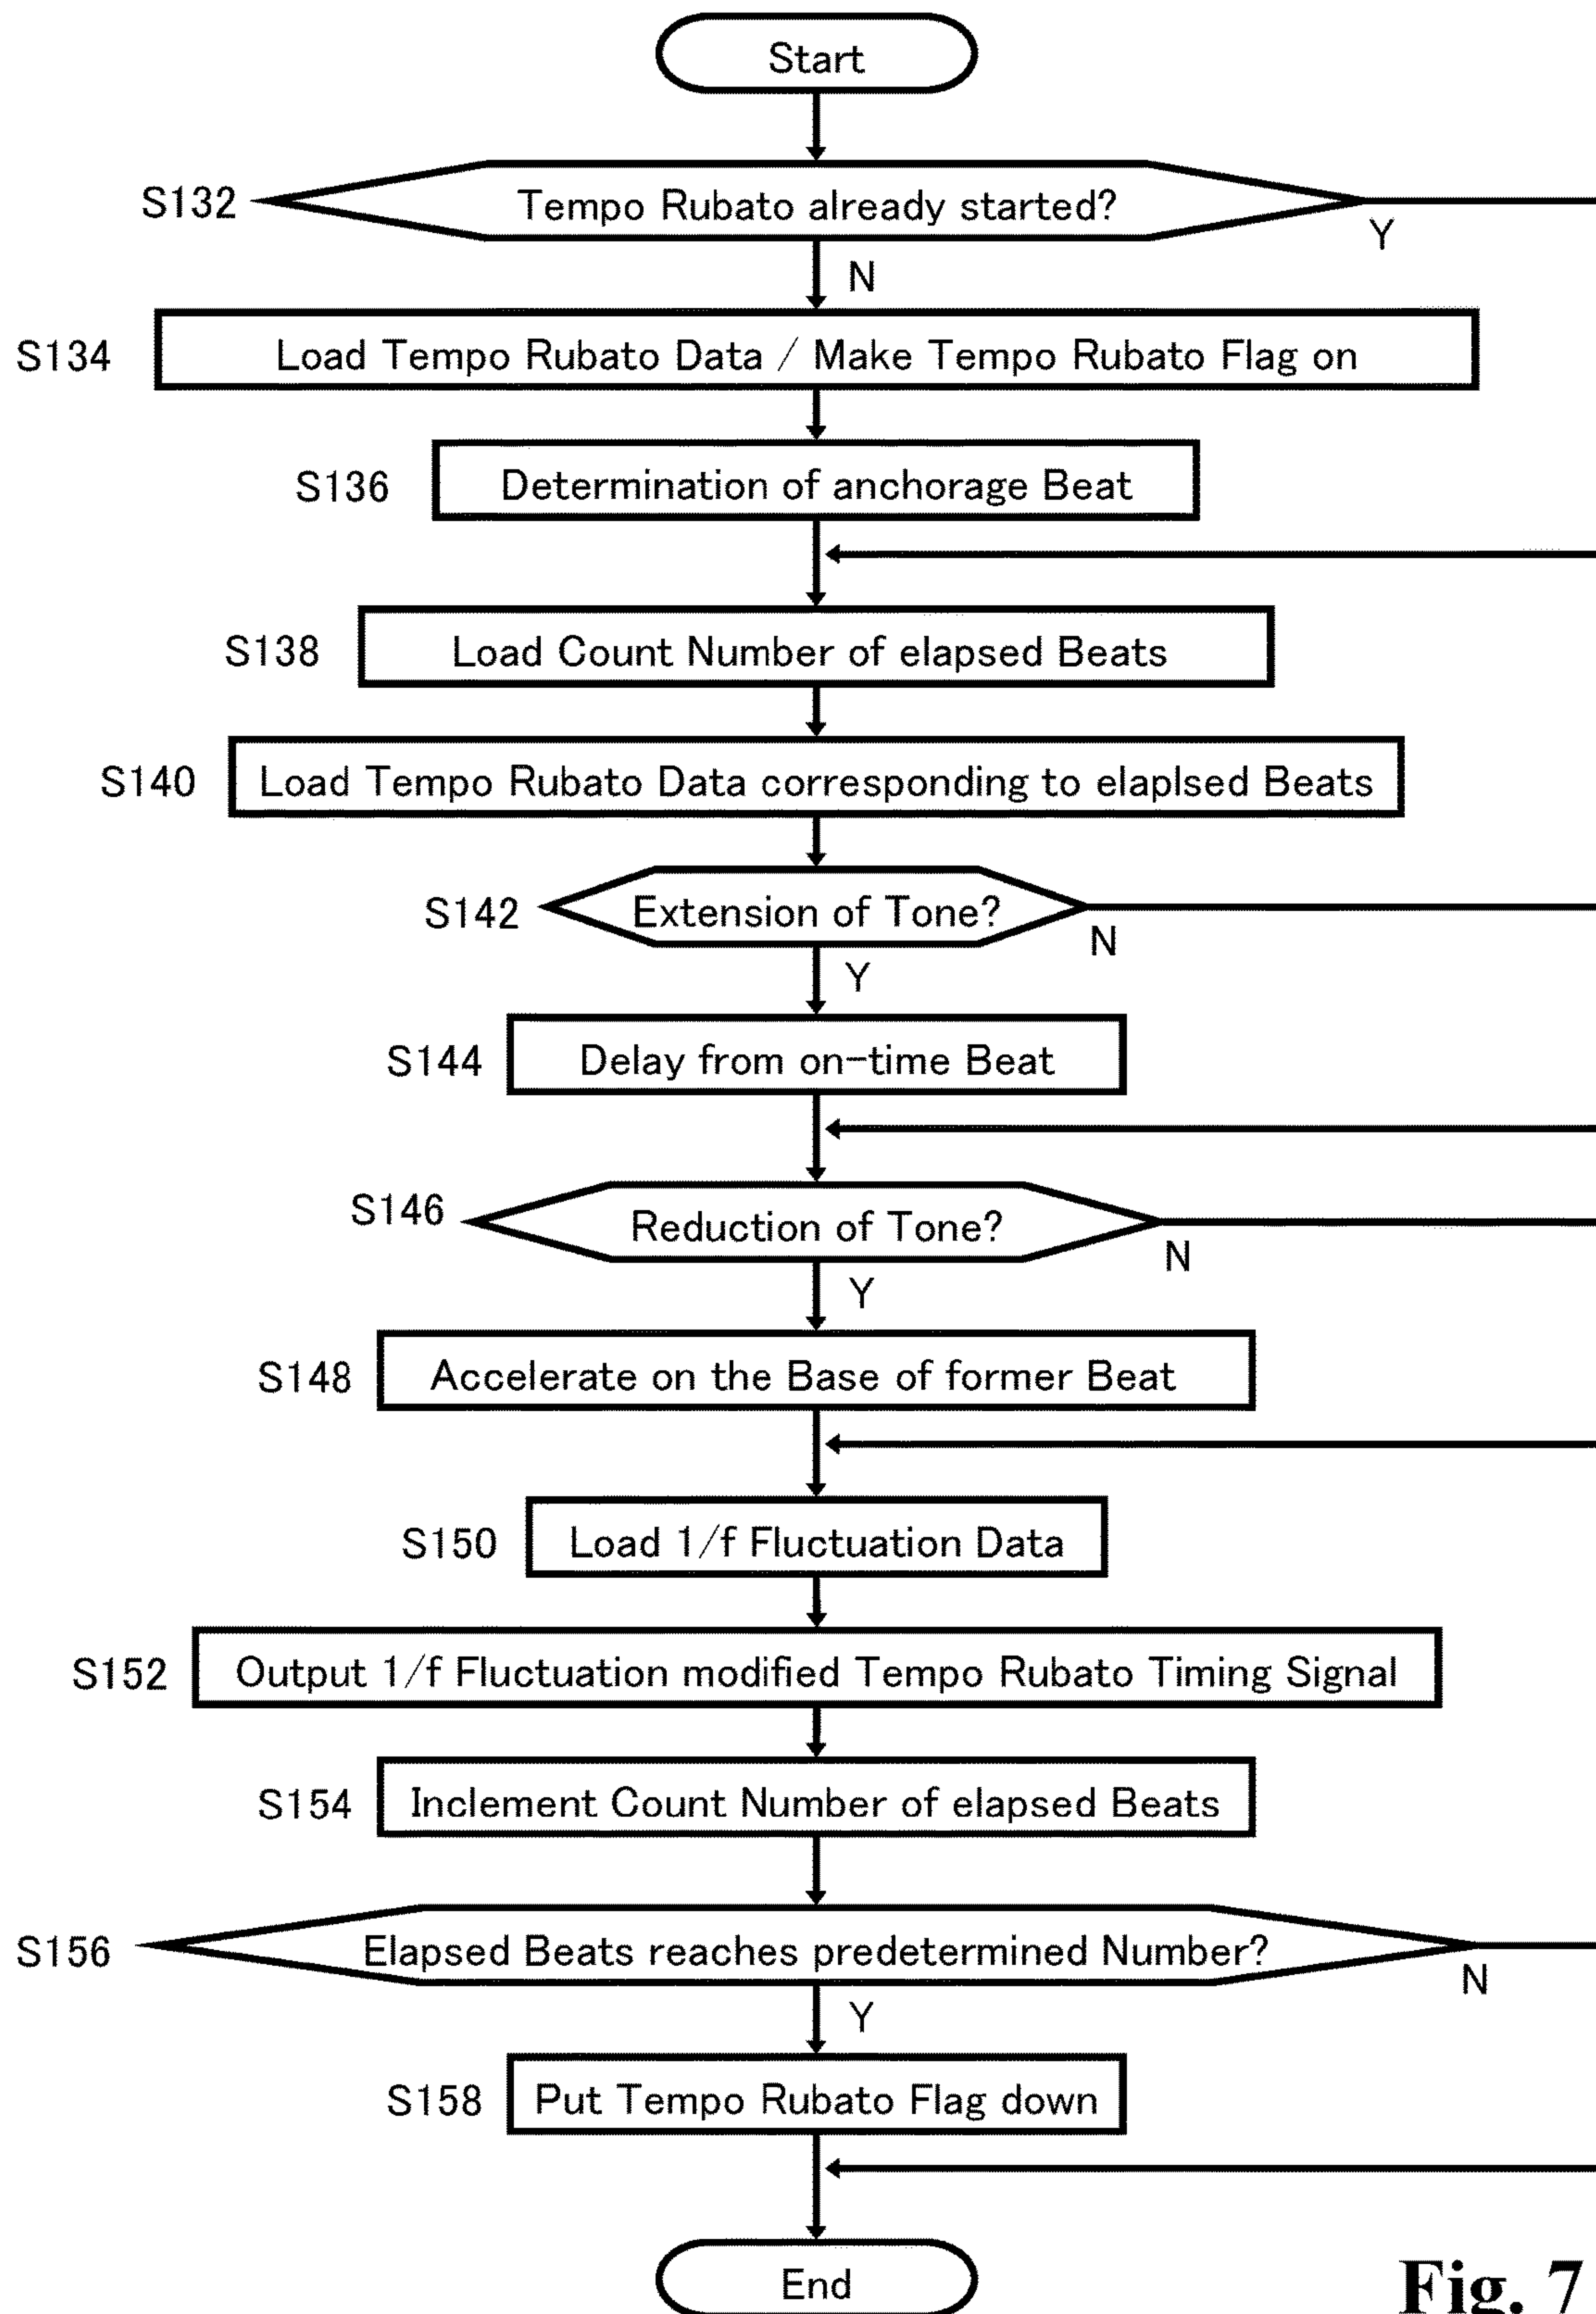 Start
S132
Tempo Rubato already started?
Y
N
S134
Load Tempo Rubato Data / Make Tempo Rubato Flag on
S136
Determination of anchorage Beat
S138
Load Count Number of elapsed Beats
S140
Load Tempo Rubato Data corresponding to elaplsed Beats
S142
Extension of Tone?
N
Y
S144
Delay from on-time Beat
S146
Reduction of Tone?
N
Y
S148
Accelerate on the Base of former Beat
S150
Load 1/f Fluctuation Data
S152
Output 1/f Fluctuation modified Tempo Rubato Timing Signal
S154
Inclement Count Number of elapsed Beats
S156
Elapsed Beats reaches predetermined Number?
N
Y
S158
Put Tempo Rubato Flag down
End
Fig. 7